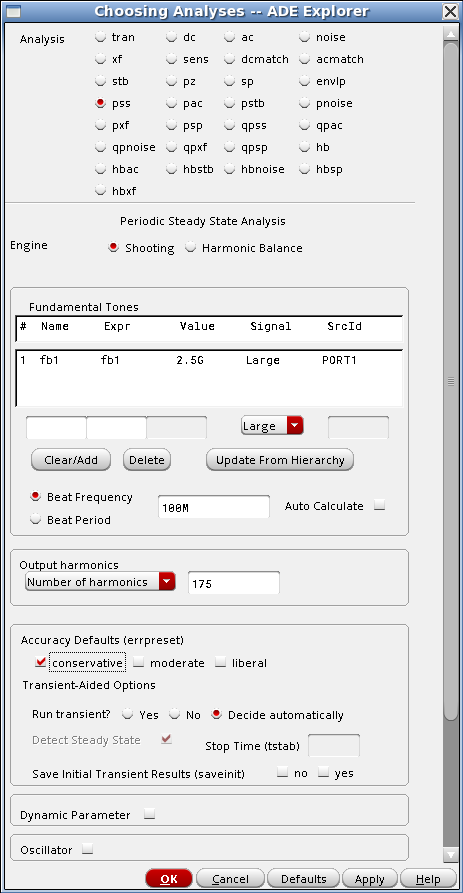 Choosing Analyses -- ADE Explorer
Analysis tran dc ac noise
xf sens dcmatch acmatch
stb pz sp envlp
pss pac pstb pnoise
pxf psp qpss qpac
qpnoise qpxf qpsp hb
hbac hbstb hbnoise hbsp
hbxf
Periodic Steady State Analysis
Engine Shooting Harmonic Balance
Fundamental Tones
# Name Expr Value Signal SrcId
1 fb1 fb1 2.5G Large PORT1
Large
Clear/Add Delete Update From Hierarchy
Beat Frequency 100M Auto Calculate
Beat Period
Output harmonics
Number of harmonics 175
Accuracy Defaults (errpreset)
conservative moderate liberal
Transient-Aided Options
Run transient? Yes No Decide automatically
Detect Steady State Stop Time (tstab)
Save Initial Transient Results (saveinit) no yes
Dynamic Parameter
Oscillator
OK Cancel Defaults Apply Help